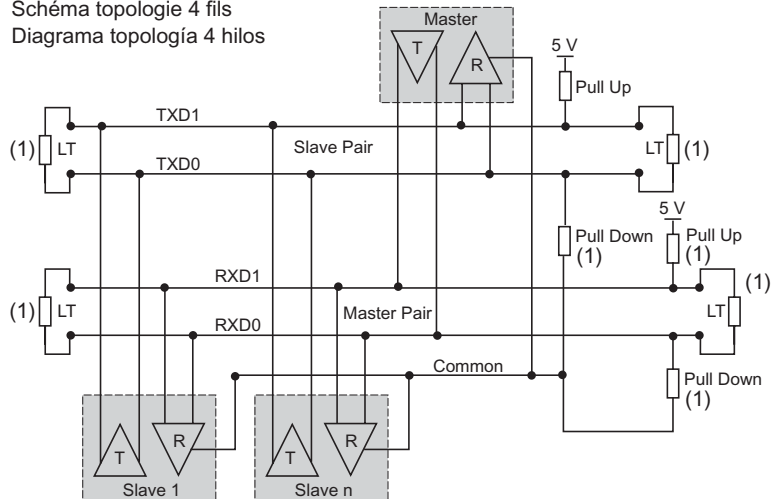 Schéma topologie 4 fils
Diagrama topología 4 hilos
Master
T
R
5 V
Pull Up
TXD1
(1)
LT
Slave Pair
LT
(1)
TXD0
5 V
Pull Down
(1)
Pull Up
(1)
RXD1
(1)
(1)
LT
Master Pair
LT
RXD0
Common
Pull Down
(1)
T
R
T
R
Slave 1
Slave n